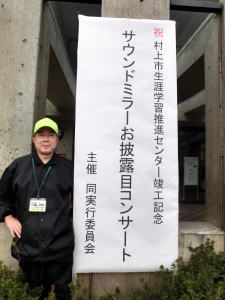 祝 村上市生涯学習推進センター竣工記念
サウンドミラーお披露目コンサート
主催 同実行委員会